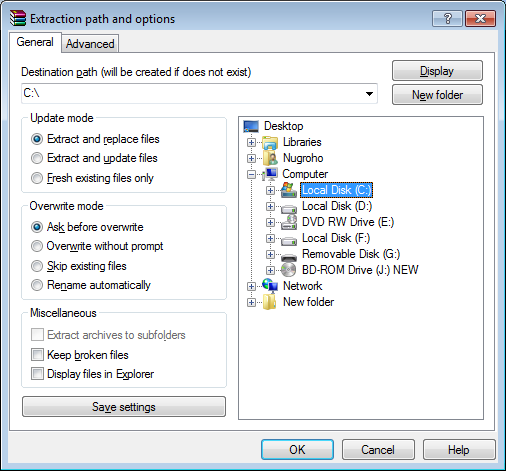 Extraction path and options
General
Advanced
Destination path (will be created if does not exist)
C:\
Display
New folder
Update mode
Extract and replace files
Extract and update files
Fresh existing files only
Overwrite mode
Ask before overwrite
Overwrite without prompt
Skip existing files
Rename automatically
Miscellaneous
Extract archives to subfolders
Keep broken files
Display files in Explorer
Save settings
Desktop
Libraries
Nugroho
Computer
Local Disk (C:)
Local Disk (D:)
DVD RW Drive (E:)
Local Disk (F:)
Removable Disk (G:)
BD-ROM Drive (J:) NEW
Network
New folder
OK
Cancel
Help